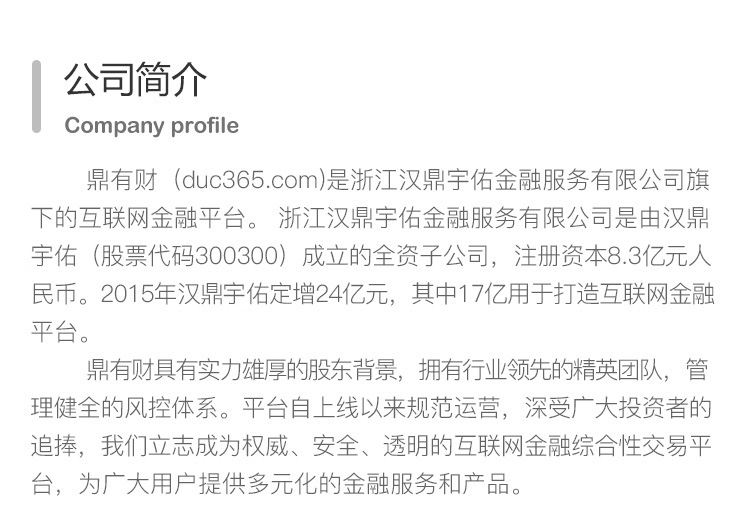 公司简介
Company profile
鼎有财（duc365.com)是浙江汉鼎宇佑金融服务有限公司旗
下的互联网金融平台。 浙江汉鼎宇佑金融服务有限公司是由汉鼎
宇佑（股票代码300300）成立的全资子公司，注册资本8.3亿元人
民币。2015年汉鼎宇佑定增24亿元，其中17亿用于打造互联网金融
平台。
鼎有财具有实力雄厚的股东背景，拥有行业领先的精英团队，管
理健全的风控体系。平台自上线以来规范运营，深受广大投资者的
追捧，我们立志成为权威、安全、透明的互联网金融综合性交易平
台，为广大用户提供多元化的金融服务和产品。